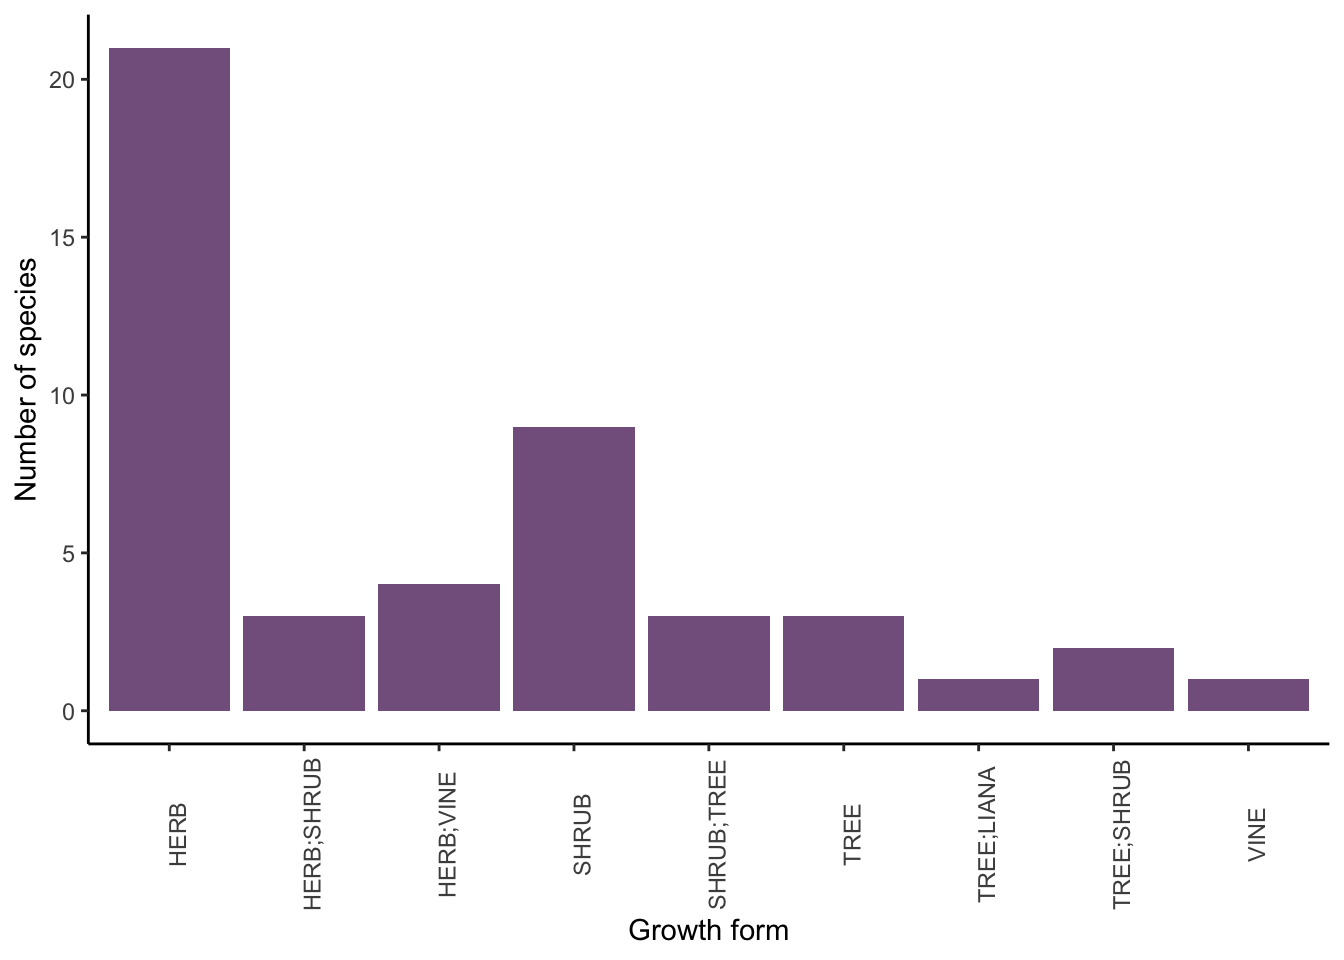 Number of species
20
15
10
5
0
HERB
HERB;SHRUB
HERB;VINE
SHRUB
SHRUB;TREE
TREE
TREE;LIANA
TREE;SHRUB
VINE
Growth form